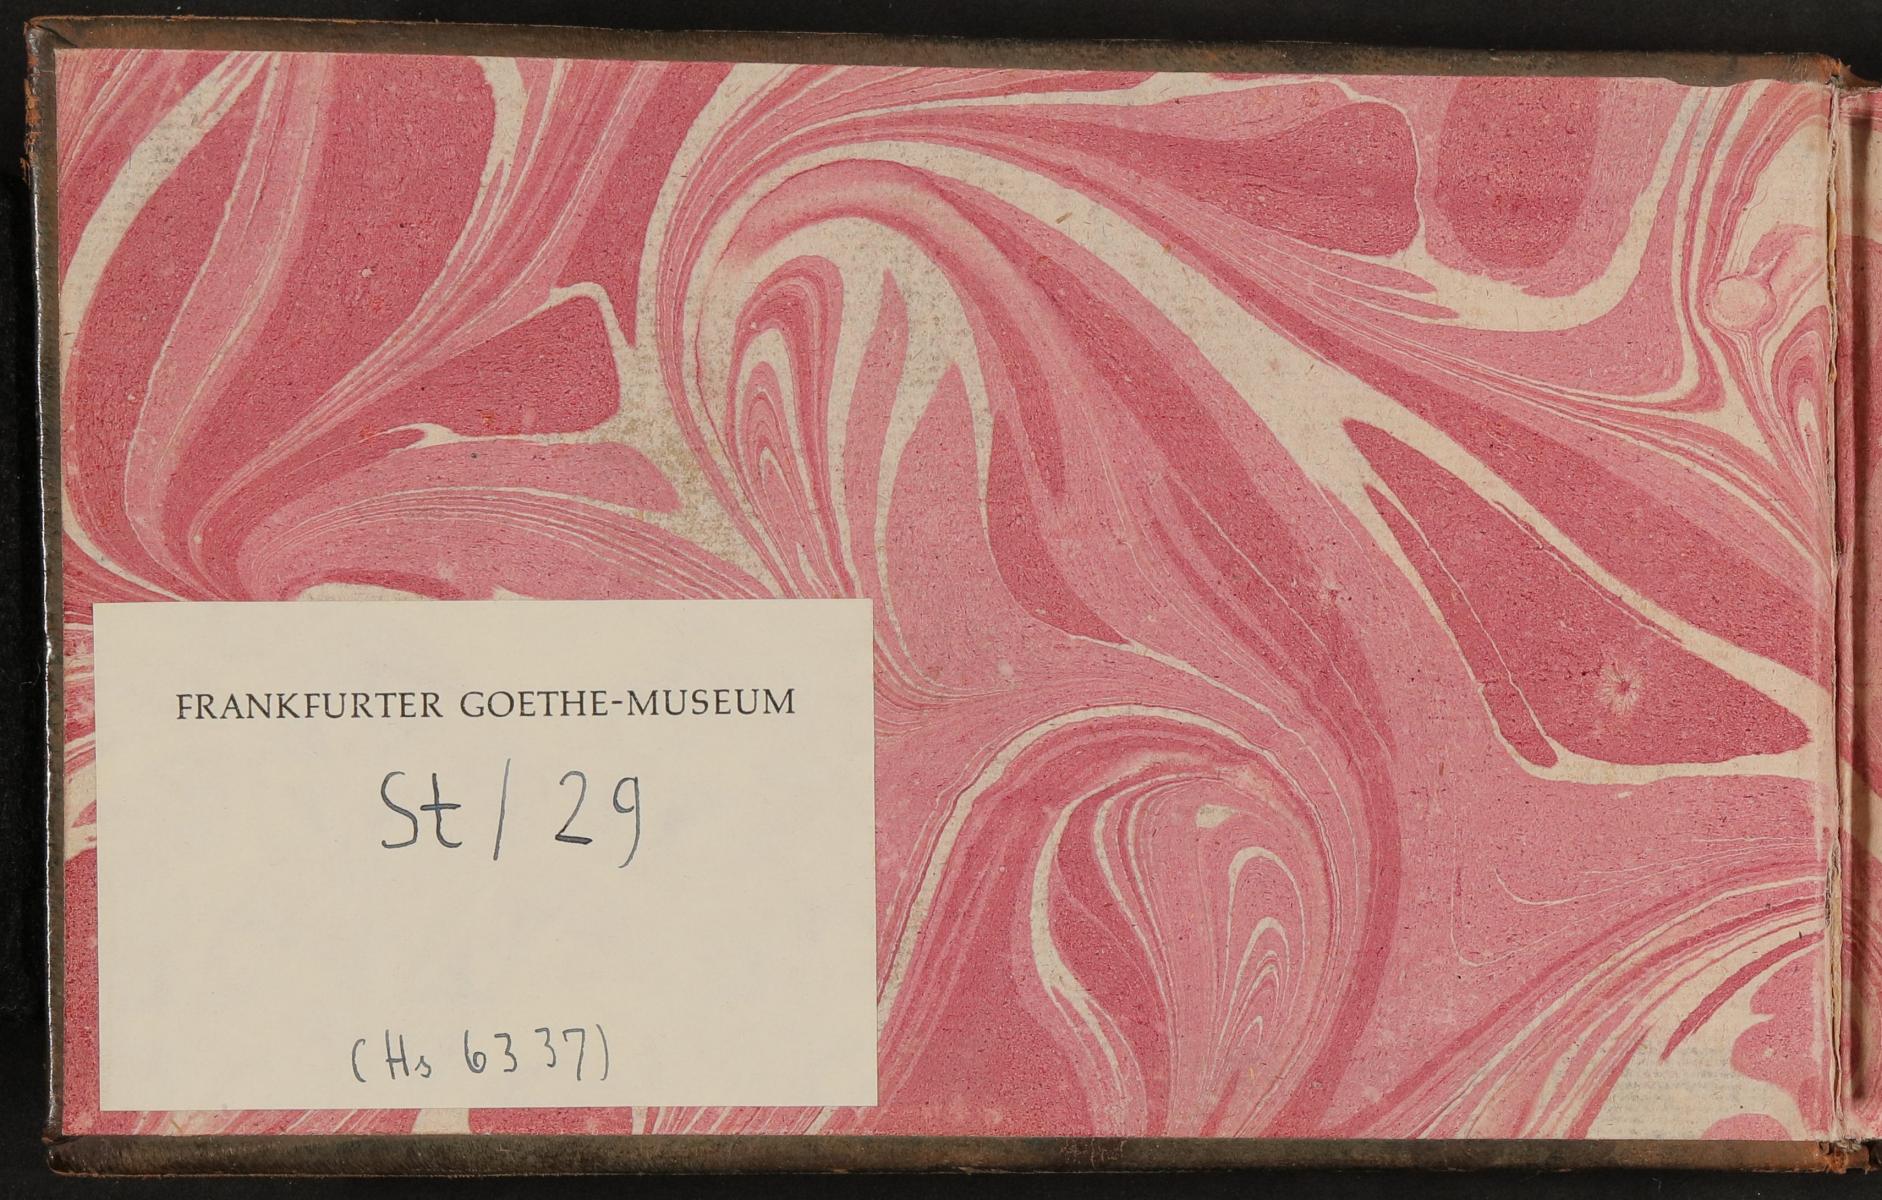 FRANKFURTER GOETHE-MUSEUM
St / 29
(Hs 6337)